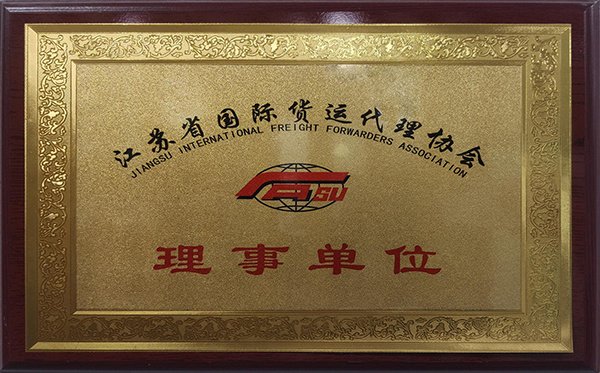 江苏省国际货运代理协会
JIANGSU INTERNATIONAL FREIGHT FORWARDERS ASSOCIATION
SU
理事单位